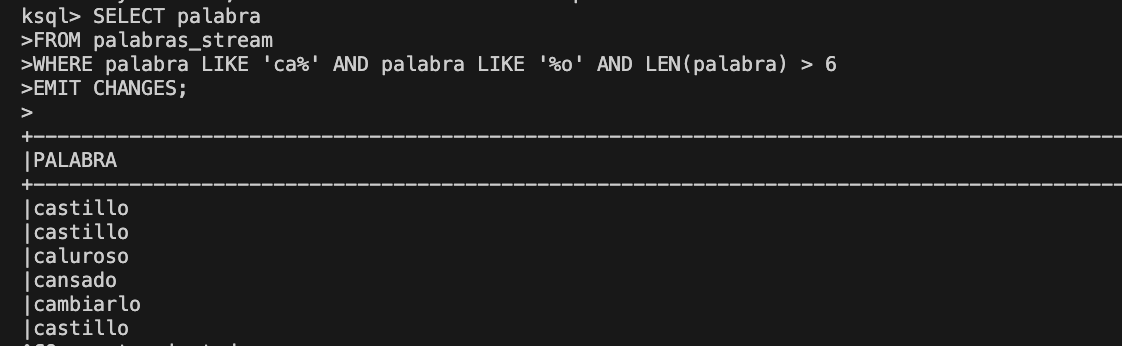 ksql> SELECT palabra
>FROM palabras_stream
>WHERE palabra LIKE 'ca%' AND palabra LIKE '%o' AND LEN(palabra) > 6
>EMIT CHANGES;
>
|PALABRA
|castillo
|castillo
|caluroso
|cansado
|cambiarlo
|castillo